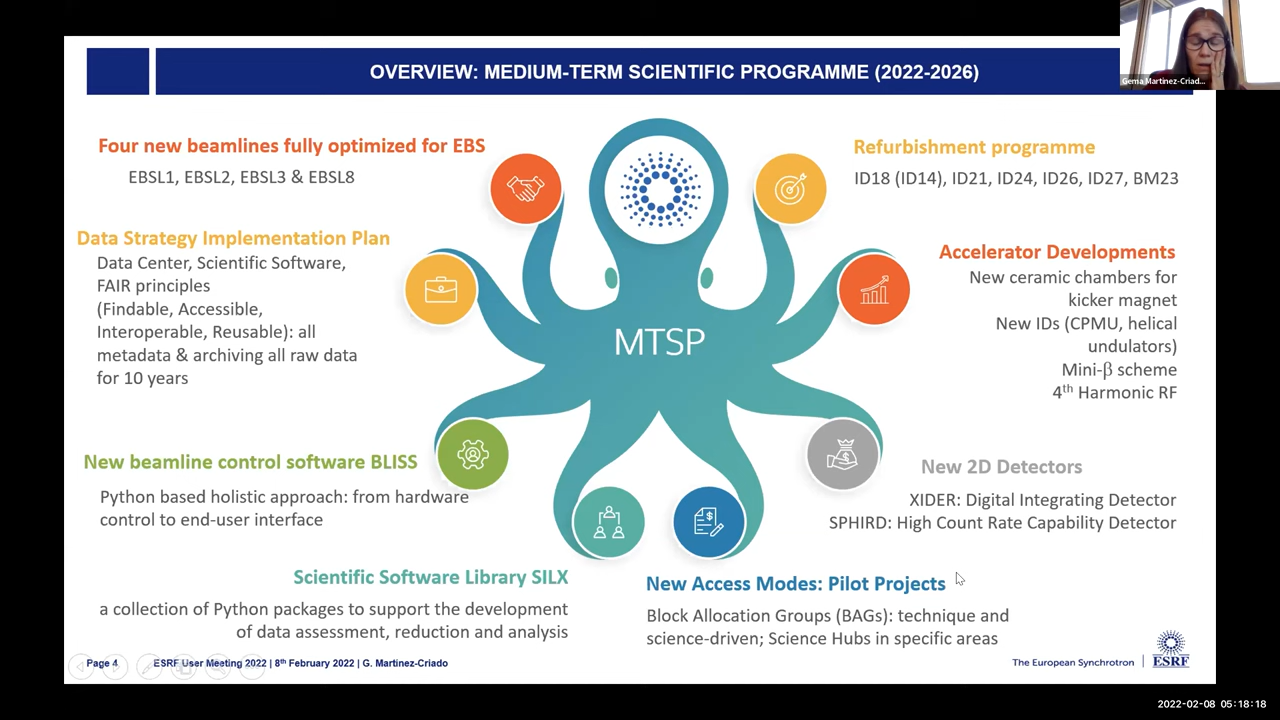 OVERVIEW: MEDIUM-TERM SCIENTIFIC PROGRAMME (2022-2026)
Gema Martinez-Criad...
Four new beamlines fully optimized for EBS
EBSL1, EBSL2, EBSL3 & EBSL8
Data Strategy Implementation Plan
Data Center, Scientific Software,
FAIR principles
(Findable, Accessible,
Interoperable, Reusable): all
metadata & archiving all raw data
for 10 years
New beamline control software BLISS
Python based holistic approach: from hardware
control to end-user interface
Scientific Software Library SILX
a collection of Python packages to support the development
of data assessment, reduction and analysis
MTSP
Refurbishment programme
ID18 (ID14), ID21, ID24, ID26, ID27, BM23
Accelerator Developments
New ceramic chambers for
kicker magnet
New IDs (CPMU, helical
undulators)
Mini-β scheme
4th Harmonic RF
New 2D Detectors
XIDER: Digital Integrating Detector
SPHIRD: High Count Rate Capability Detector
New Access Modes: Pilot Projects
Block Allocation Groups (BAGs): technique and
science-driven; Science Hubs in specific areas
Page 4
ESRF User Meeting 2022 | 8th February 2022 | G. Martinez-Criado
The European Synchrotron
ESRF
2022-02-08 05:18:18